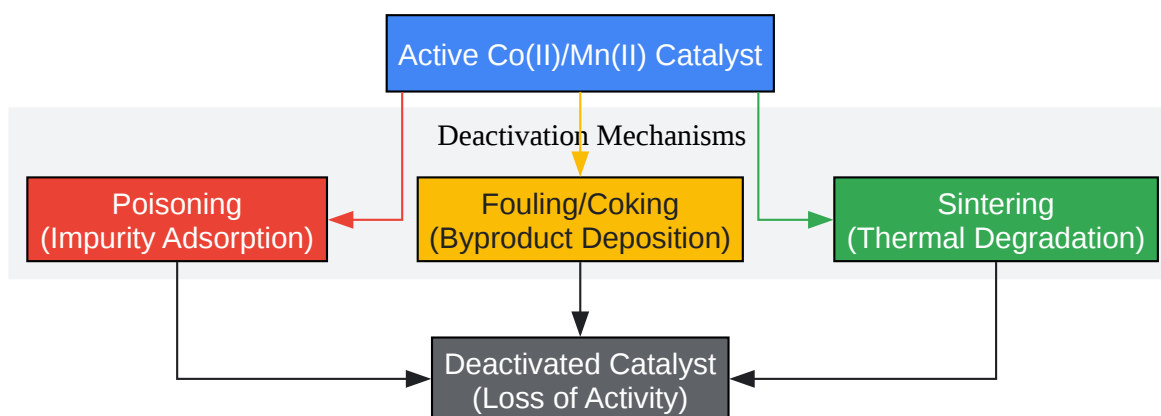 Active Co(II)/Mn(II) Catalyst
Deactivation Mechanisms
Poisoning
(Impurity Adsorption)
Fouling/Coking
(Byproduct Deposition)
Sintering
(Thermal Degradation)
Deactivated Catalyst
(Loss of Activity)